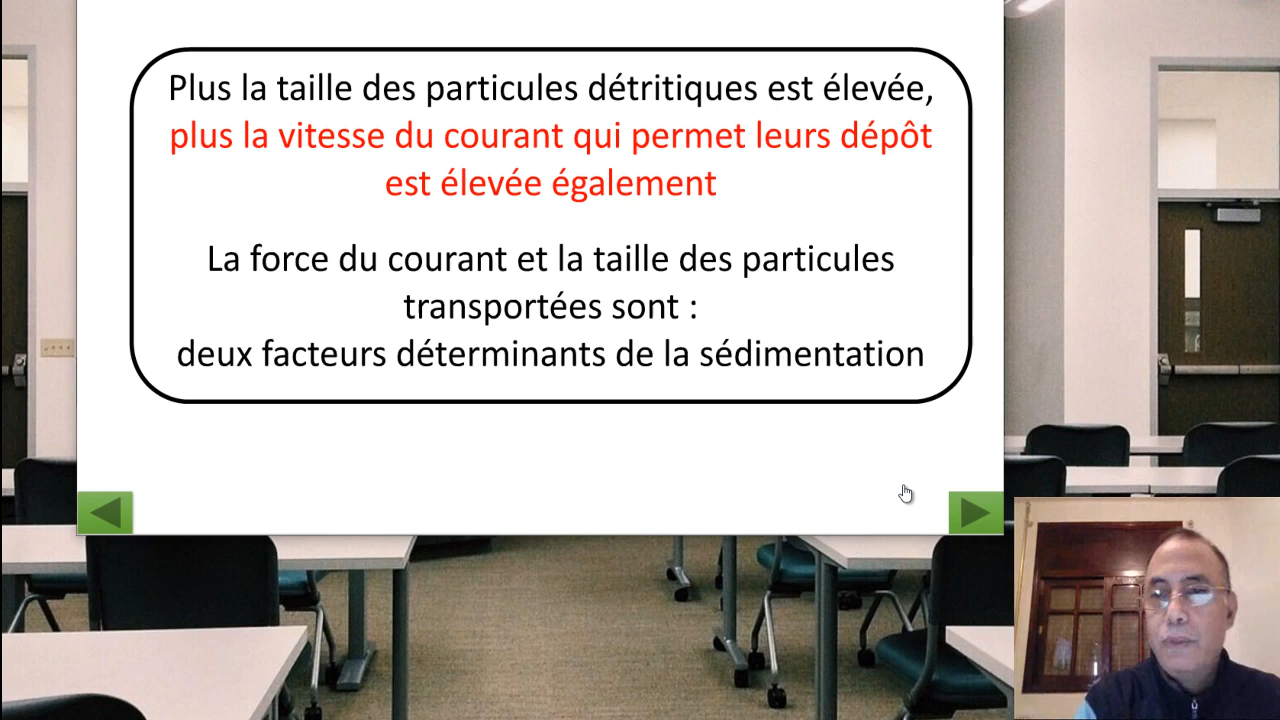 Plus la taille des particules détritiques est élevée,
plus la vitesse du courant qui permet leurs dépôt
est élevée également
La force du courant et la taille des particules
transportées sont :
deux facteurs déterminants de la sédimentation